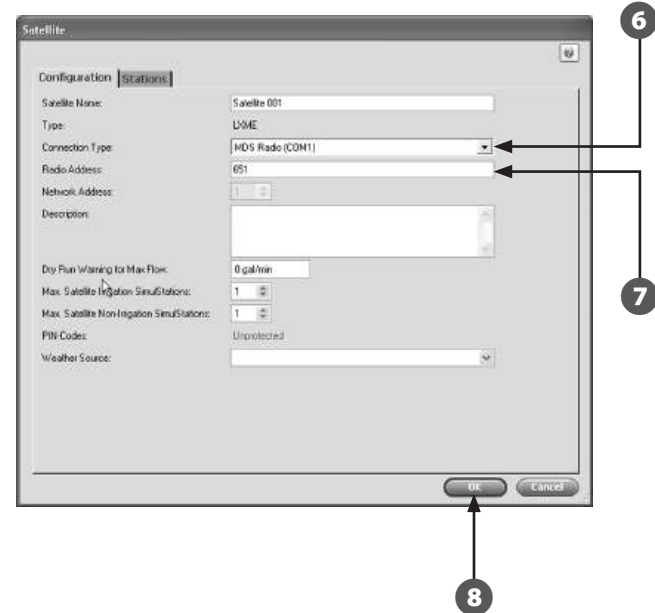 Satellite
6
Configuration Stations
Satellite Name: Satellite 001
Type: LXME
Connection Type: MDS Radio (COM1)
Radio Address: 651
Network Address: 1
Description:
Dry Run Warning for Max Flow: 0 gal/min
Max. Satellite Irrigation SimulStations: 1
Max. Satellite Non-Irrigation SimulStations: 1
7
PIN-Codes: Unprotected
Weather Source:
OK Cancel
8